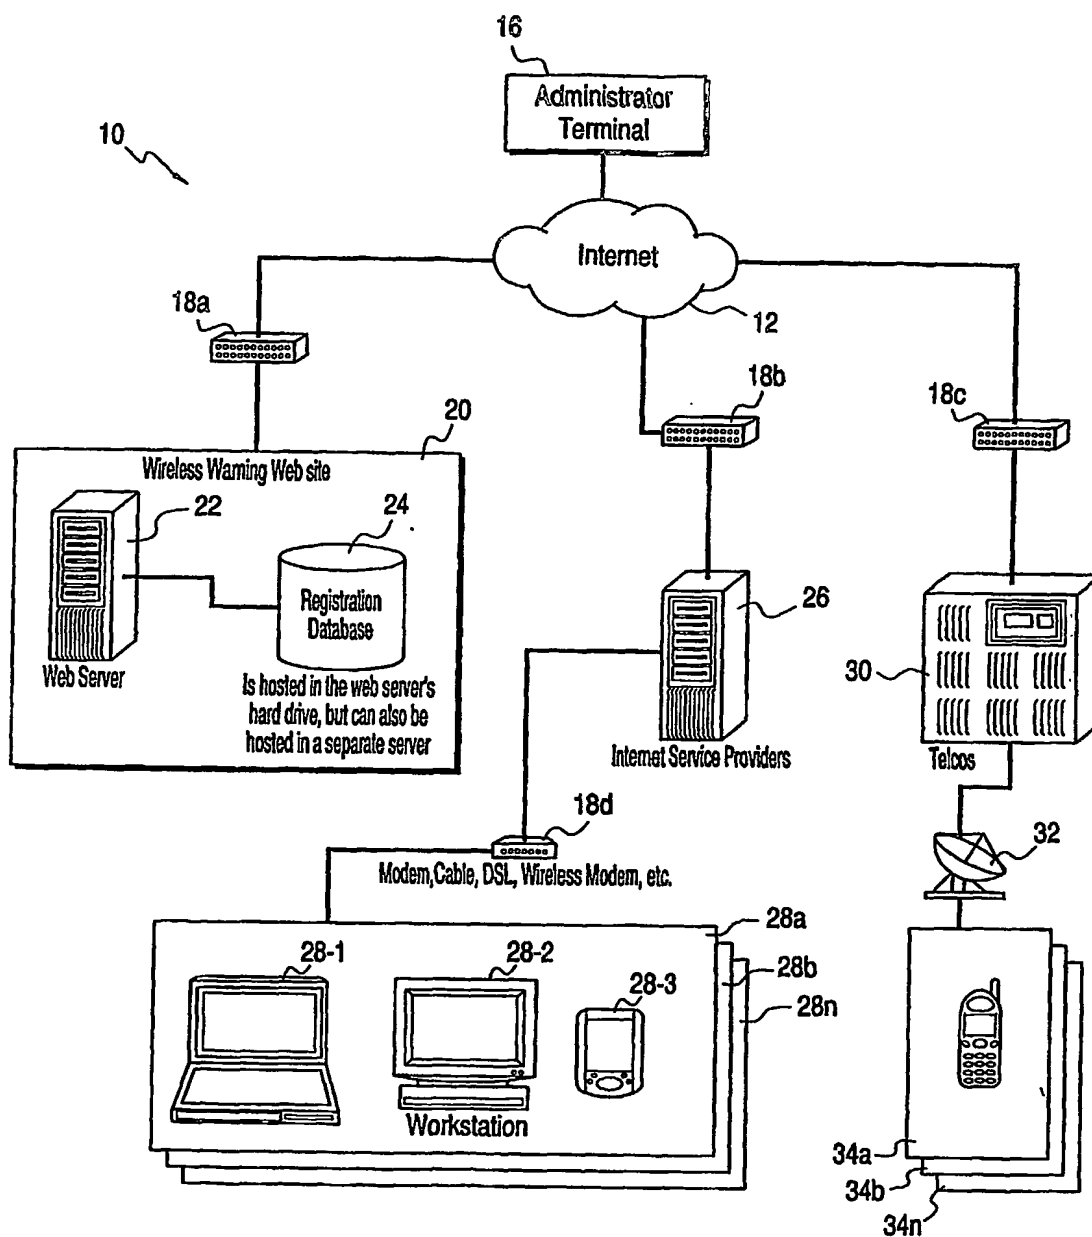 16
Administrator
Terminal
10
Internet
12
18a
18b
18c
20
Wireless Warning Web site
22
24
Registration
Database
Web Server
Is hosted in the web server's
hard drive, but can also be
hosted in a separate server
26
Internet Service Providers
30
Telcos
18d
Modem, Cable, DSL, Wireless Modem, etc.
32
28a
28b
28n
28-1
28-2
28-3
Workstation
34a
34b
34n